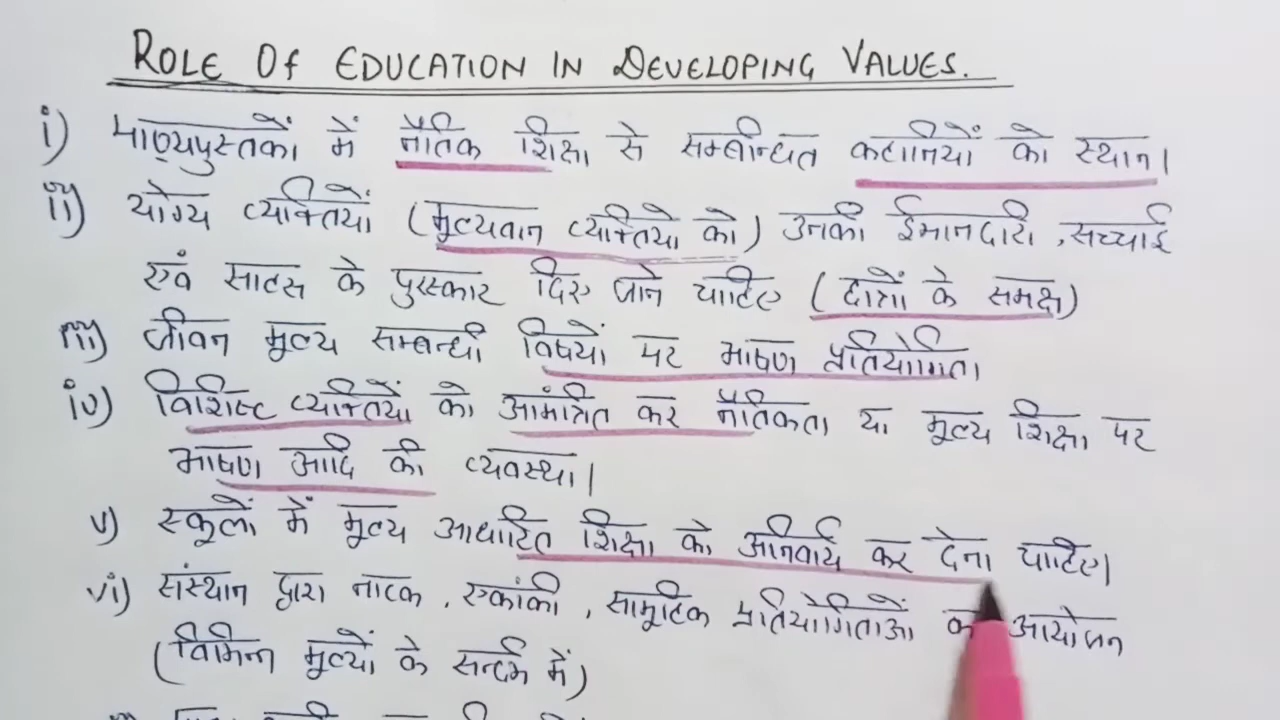 ROLE OF EDUCATION IN DEVELOPING VALUES.
i) पाठ्यपुस्तकों में नैतिक शिक्षा से सम्बन्धित कहानियों को स्थान।
ii) योग्य व्यक्तियों (मूल्यवान व्यक्तियों को) उनकी ईमानदारी, सच्चाई
एवं साहस के पुरस्कार दिए जाने चाहिए (छात्रों के समक्ष)
iii) जीवन मूल्य सम्बन्धी विषयों पर भाषण प्रतियोगिता
iv) विशिष्ट व्यक्तियों को आमंत्रित कर नैतिकता या मूल्य शिक्षा पर
भाषण आदि की व्यवस्था।
v) स्कूलों में मूल्य आधारित शिक्षा को अनिवार्य कर देना चाहिए।
vi) संस्थान द्वारा नाटक, एकांकी, सामूहिक प्रतियोगिताओं का आयोजन
(विभिन्न मूल्यों के सन्दर्भ में)